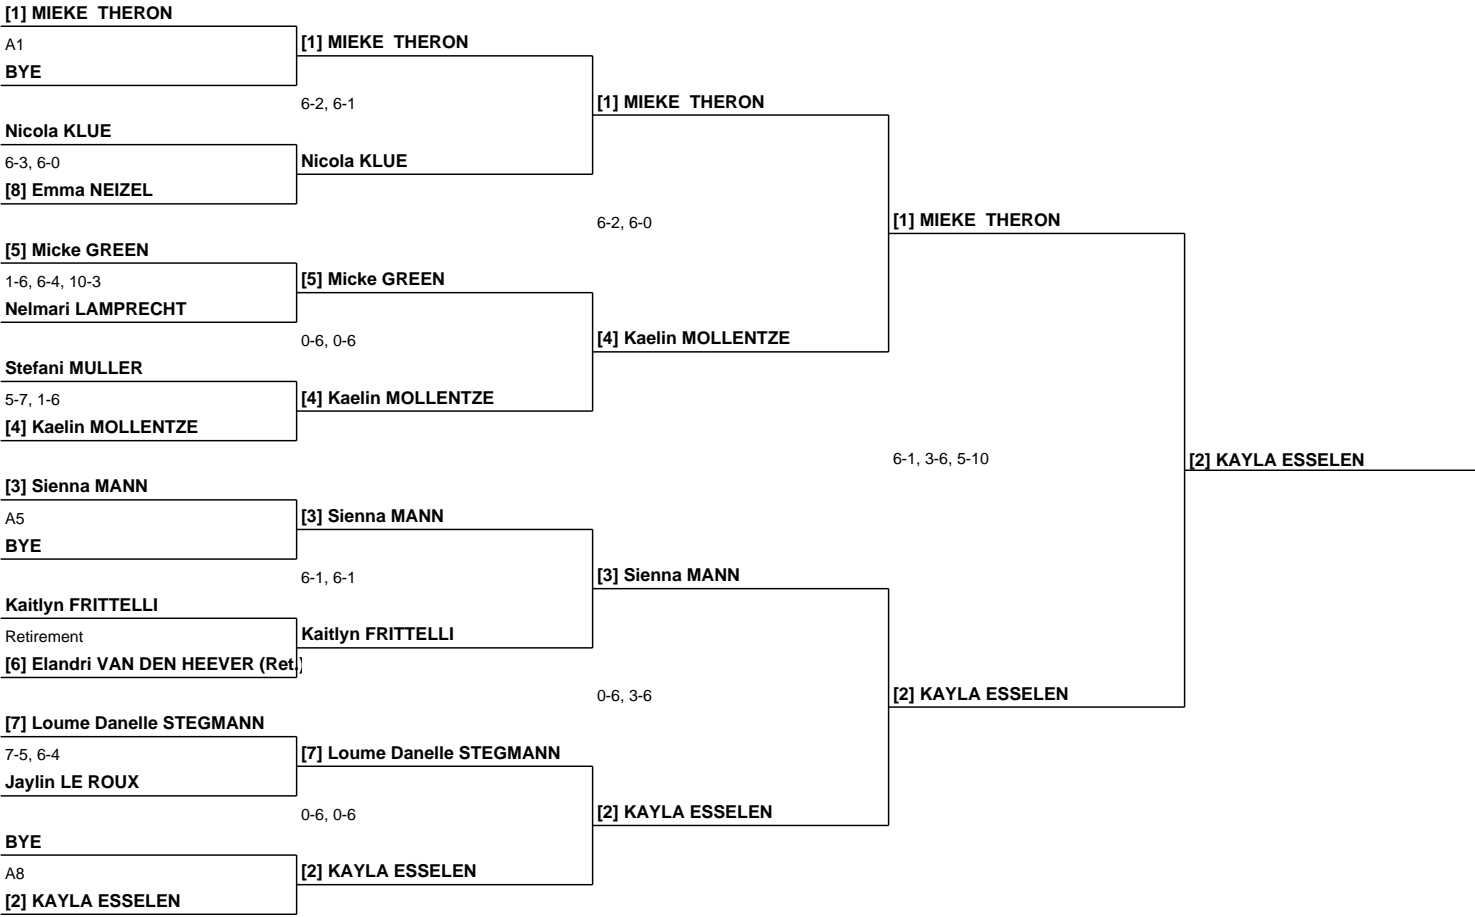 [1] MIEKE  THERON
A1
BYE
[1] MIEKE  THERON
6-2, 6-1
Nicola KLUE
6-3, 6-0
[8] Emma NEIZEL
Nicola KLUE
[1] MIEKE  THERON
6-2, 6-0
[5] Micke GREEN
1-6, 6-4, 10-3
Nelmari LAMPRECHT
[5] Micke GREEN
0-6, 0-6
Stefani MULLER
5-7, 1-6
[4] Kaelin MOLLENTZE
[4] Kaelin MOLLENTZE
[4] Kaelin MOLLENTZE
[1] MIEKE  THERON
6-1, 3-6, 5-10
[2] KAYLA ESSELEN
[3] Sienna MANN
A5
BYE
[3] Sienna MANN
6-1, 6-1
Kaitlyn FRITTELLI
Retirement
[6] Elandri VAN DEN HEEVER (Ret.)
Kaitlyn FRITTELLI
[3] Sienna MANN
0-6, 3-6
[2] KAYLA ESSELEN
[7] Loume Danelle STEGMANN
7-5, 6-4
Jaylin LE ROUX
[7] Loume Danelle STEGMANN
0-6, 0-6
[2] KAYLA ESSELEN
BYE
A8
[2] KAYLA ESSELEN
[2] KAYLA ESSELEN